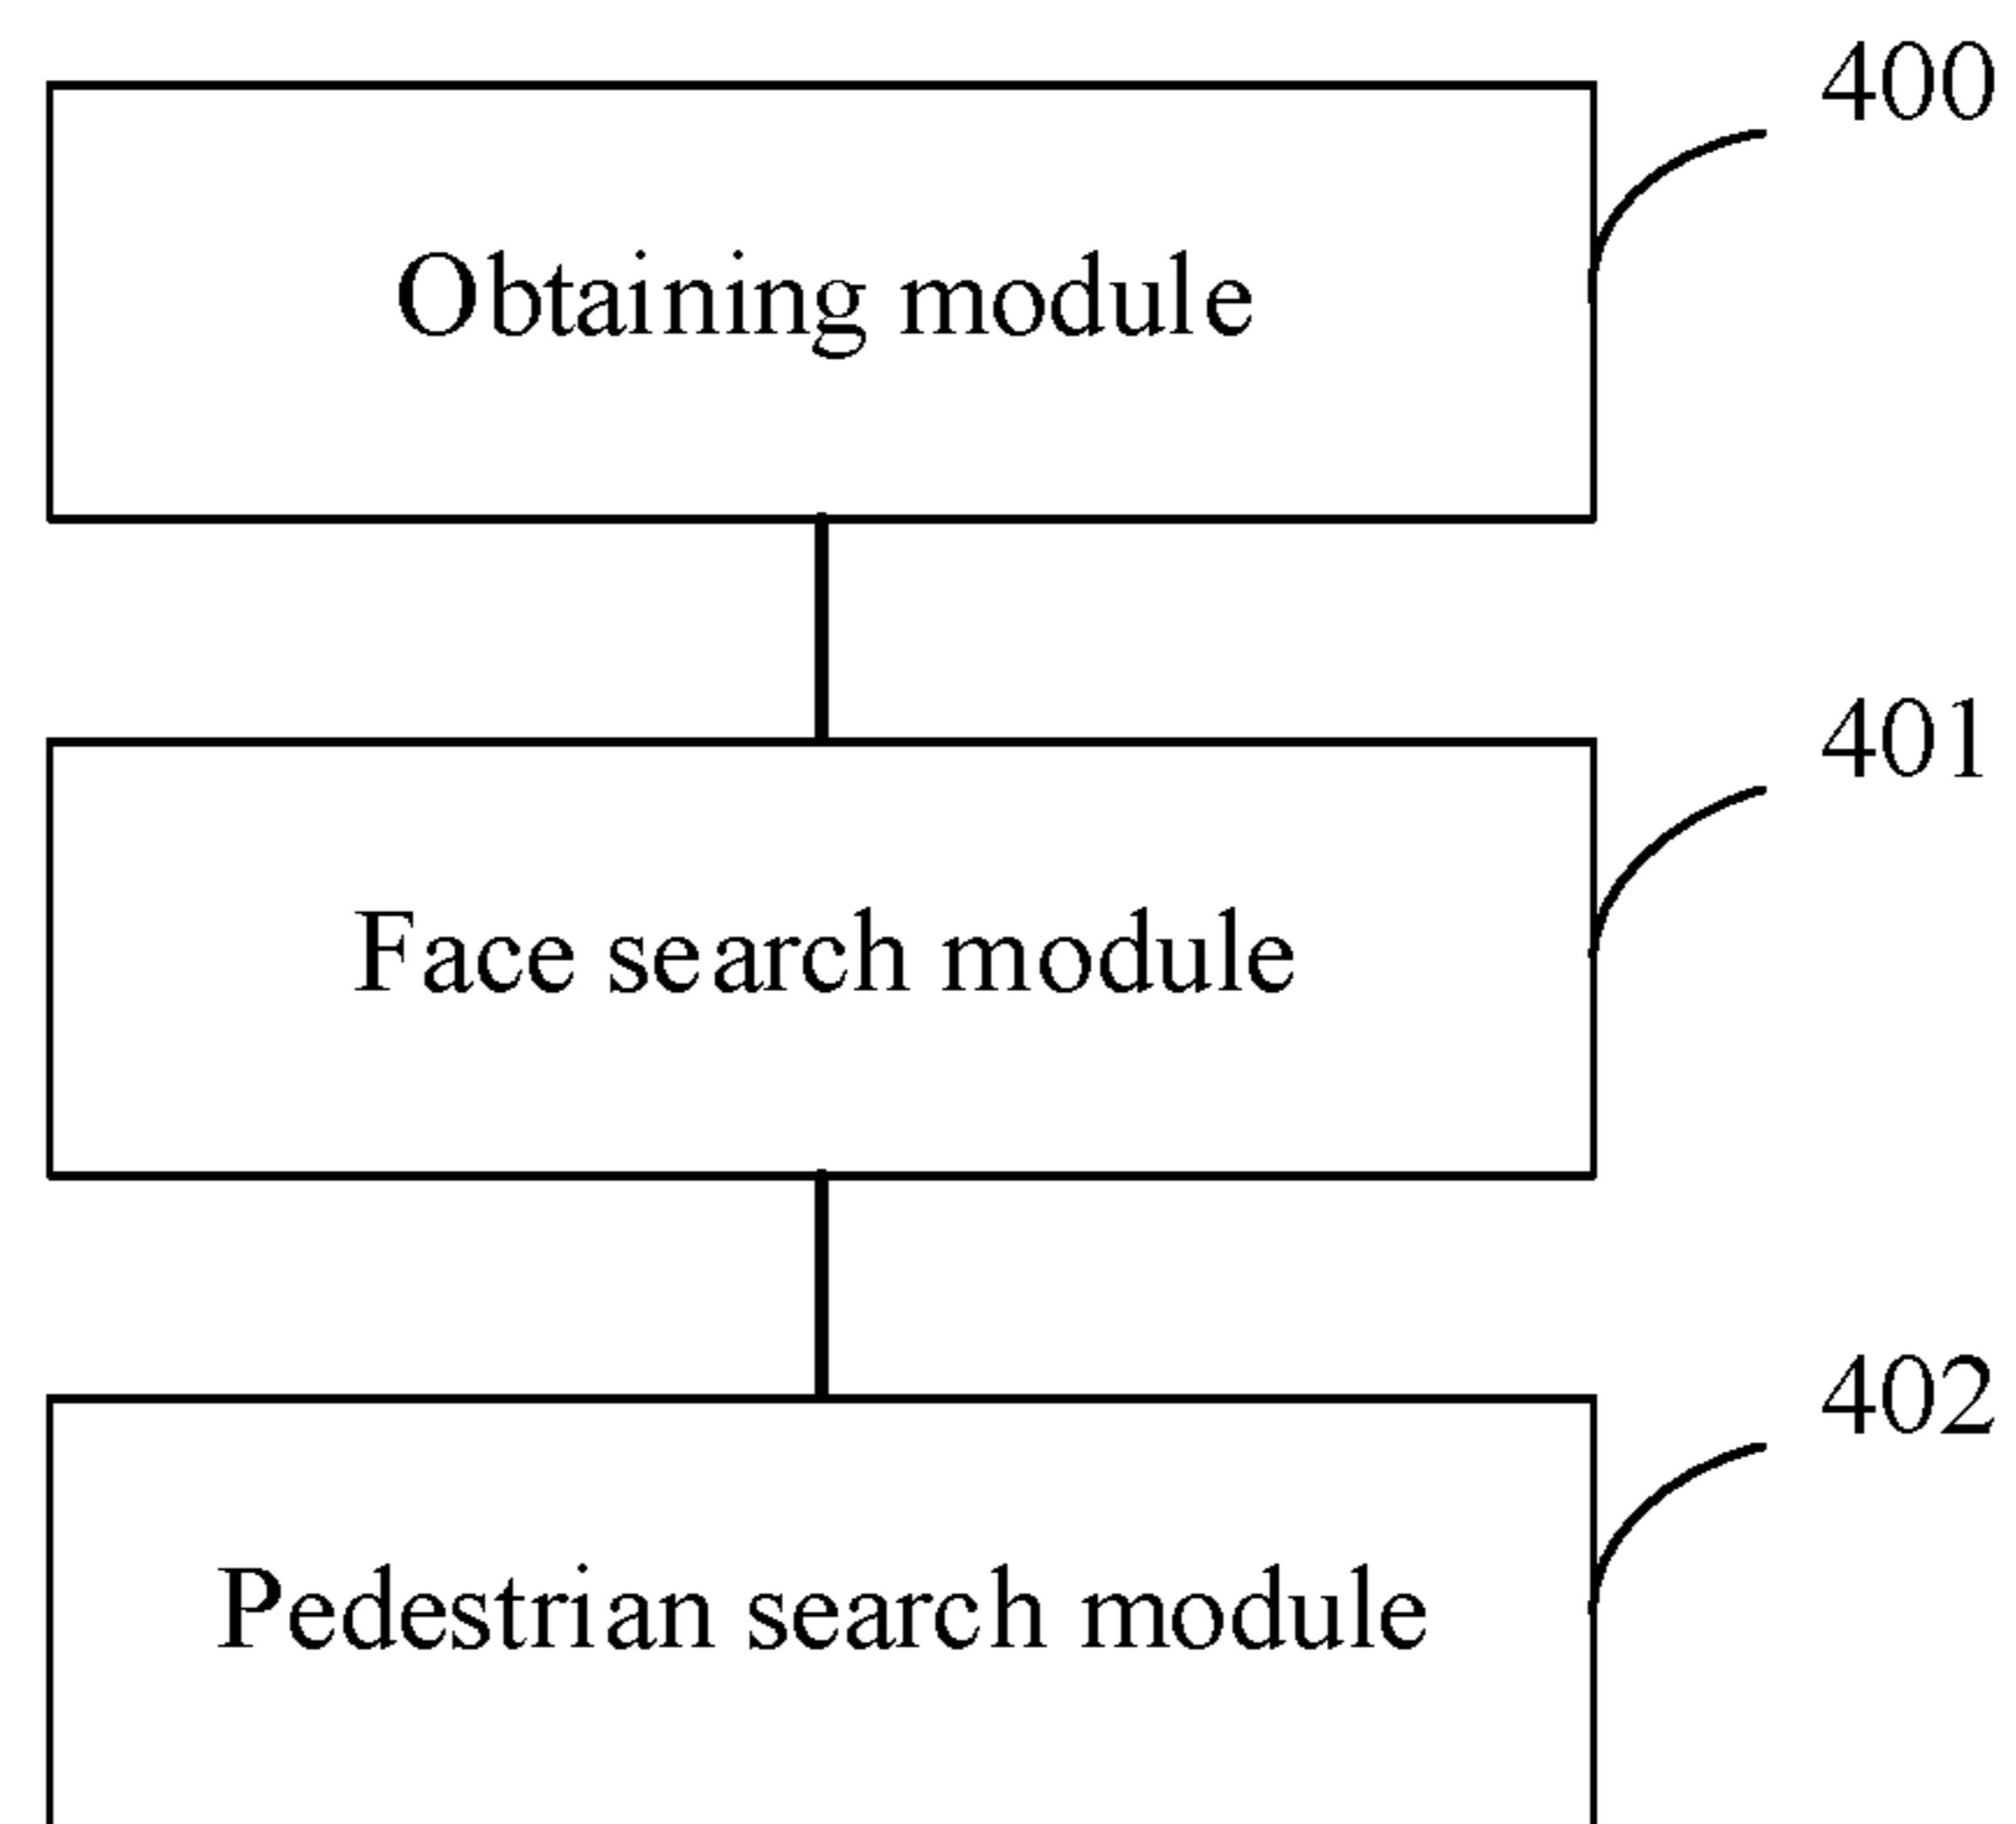 400
Obtaining module
401
Face search module
402
Pedestrian search module